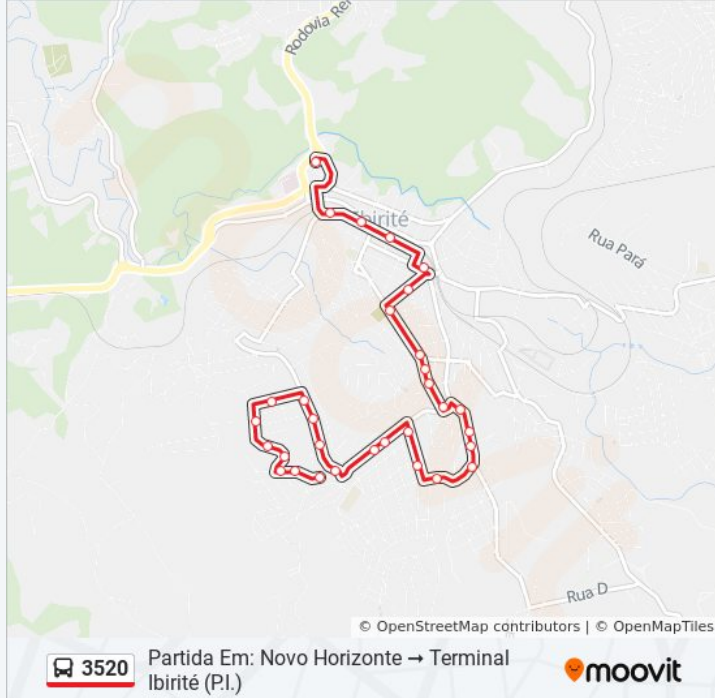 Rodovia Re
Ibirité
Rua Pará
Rua D
© OpenStreetMap contributors | © OpenMapTiles
3520
Partida Em: Novo Horizonte → Terminal
Ibirité (P.I.)
moovit